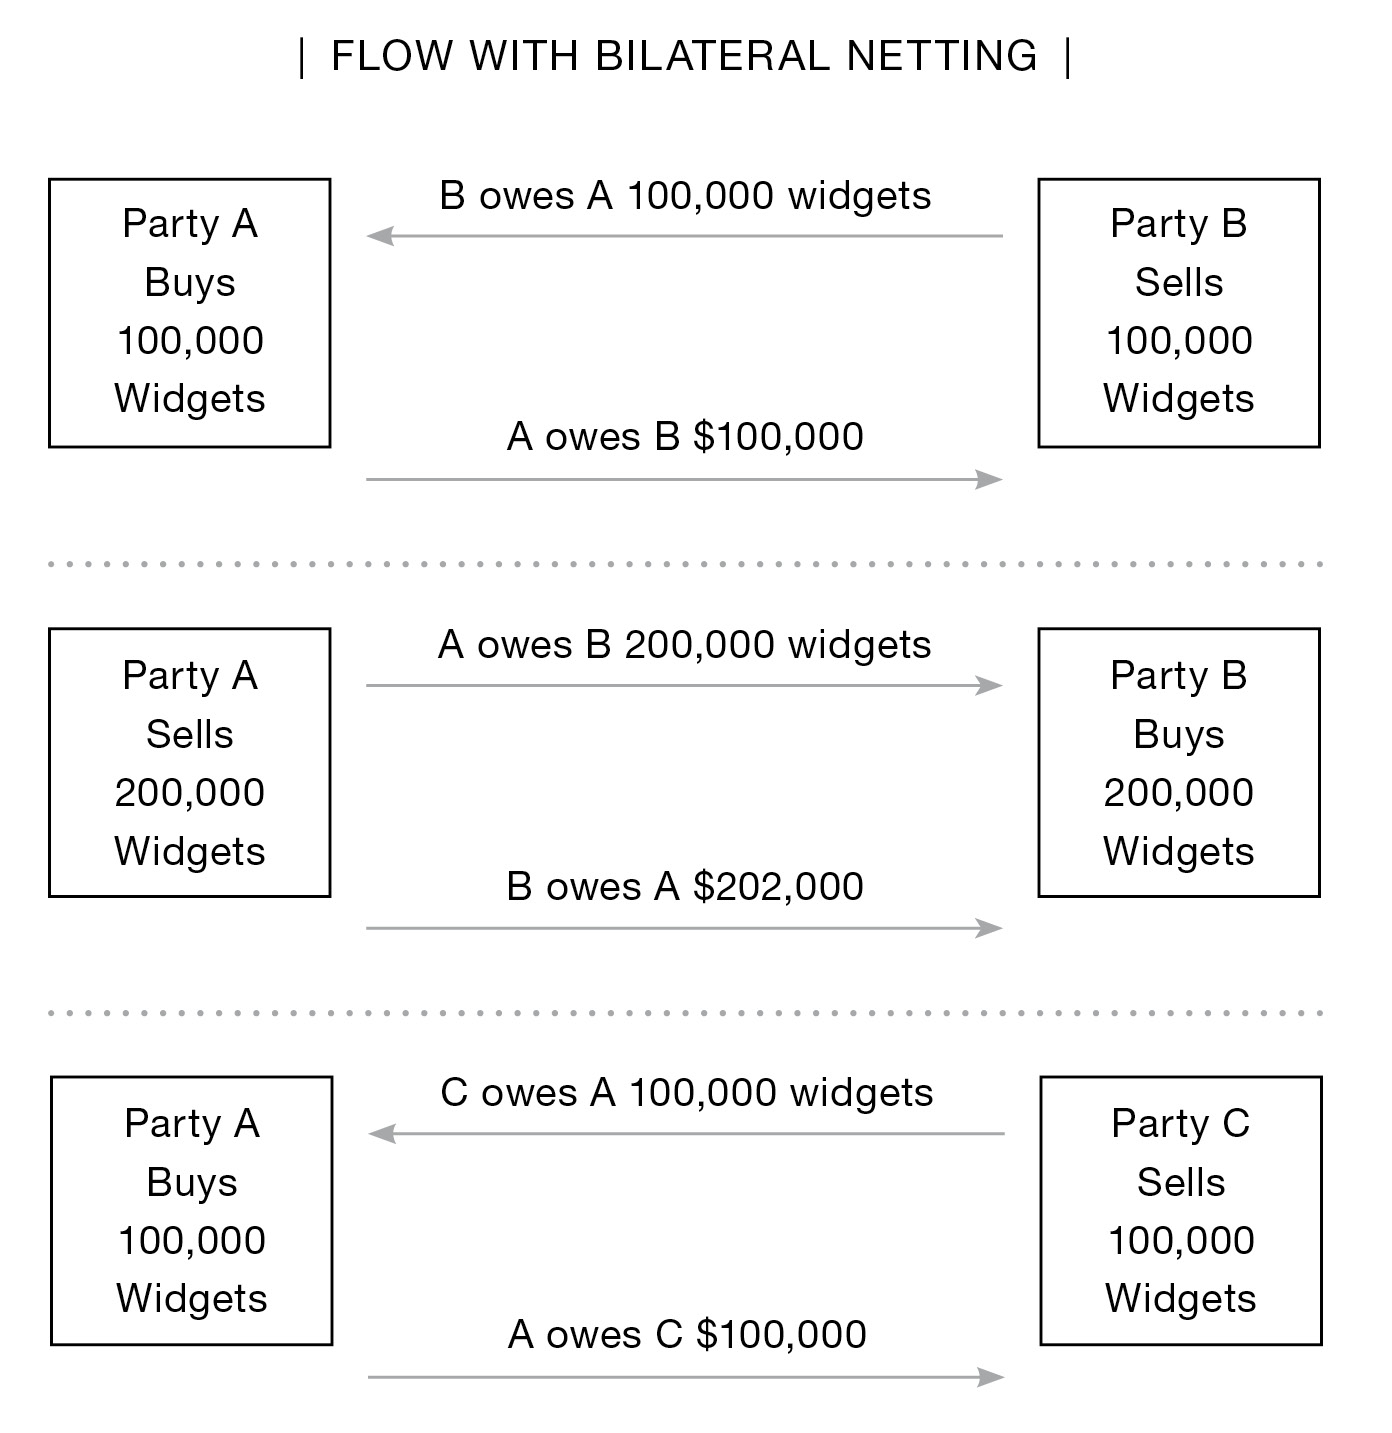 | FLOW WITH BILATERAL NETTING |
Party A
Buys
100,000
Widgets
B owes A 100,000 widgets
A owes B $100,000
Party B
Sells
100,000
Widgets
Party A
Sells
200,000
Widgets
A owes B 200,000 widgets
B owes A $202,000
Party B
Buys
200,000
Widgets
Party A
Buys
100,000
Widgets
C owes A 100,000 widgets
A owes C $100,000
Party C
Sells
100,000
Widgets